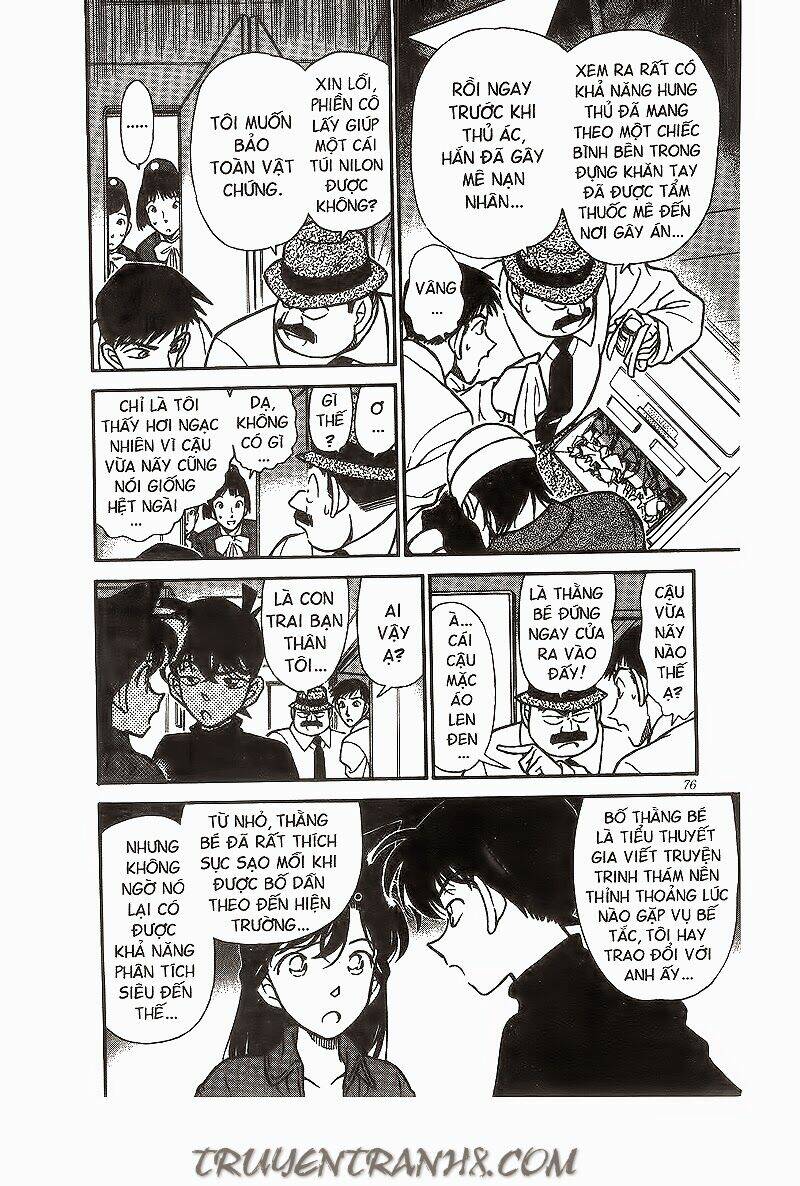 XEM RA RẤT CÓ
KHẢ NĂNG HUNG
THỦ ĐÃ MANG
THEO MỘT CHIẾC
BÌNH BÊN TRONG
ĐỰNG KHĂN TAY
ĐÃ ĐƯỢC TẨM
THUỐC MÊ ĐẾN
NƠI GÂY ÁN...
RỒI NGAY
TRƯỚC KHI
THỦ ÁC,
HẮN ĐÃ GÂY
MÊ NẠN
NHÂN...
VÂNG
...
XIN LỖI,
PHIỀN CÔ
LẤY GIÚP
MỘT CÁI
TÚI NILON
ĐƯỢC
KHÔNG?
TÔI MUỐN
BẢO
TOÀN VẬT
CHỨNG.
......
Ơ
...
GÌ
THẾ
?
DẠ,
KHÔNG
CÓ GÌ
...
CHỈ LÀ TÔI
THẤY HƠI NGẠC
NHIÊN VÌ CẬU
VỪA NÃY CŨNG
NÓI GIỐNG
HỆT NGÀI
...
CẬU
VỪA
NÃY
NÀO
THẾ
Ạ?
LÀ THẰNG
BÉ ĐỨNG
NGAY CỬA
RA VÀO
ĐẤY!
À...
CÁI
CẬU
MẶC
ÁO
LEN
ĐEN
...
AI
VẬY
Ạ?
LÀ CON
TRAI BẠN
THÂN
TÔI...
76
BỐ THẰNG BÉ
LÀ TIỂU THUYẾT
GIA VIẾT TRUYỆN
TRINH THÁM NÊN
THỈNH THOẢNG LÚC
NÀO GẶP VỤ BẾ
TẮC, TÔI HAY
TRAO ĐỔI VỚI
ANH ẤY...
TỪ NHỎ, THẰNG
BÉ ĐÃ RẤT THÍCH
SỤC SẠO MỖI KHI
ĐƯỢC BỐ DẪN
THEO ĐẾN HIỆN
TRƯỜNG...
NHƯNG
KHÔNG
NGỜ NÓ
LẠI CÓ
ĐƯỢC
KHẢ NĂNG
PHÂN TÍCH
SIÊU ĐẾN
THẾ...
TRUYENTRANH8.COM